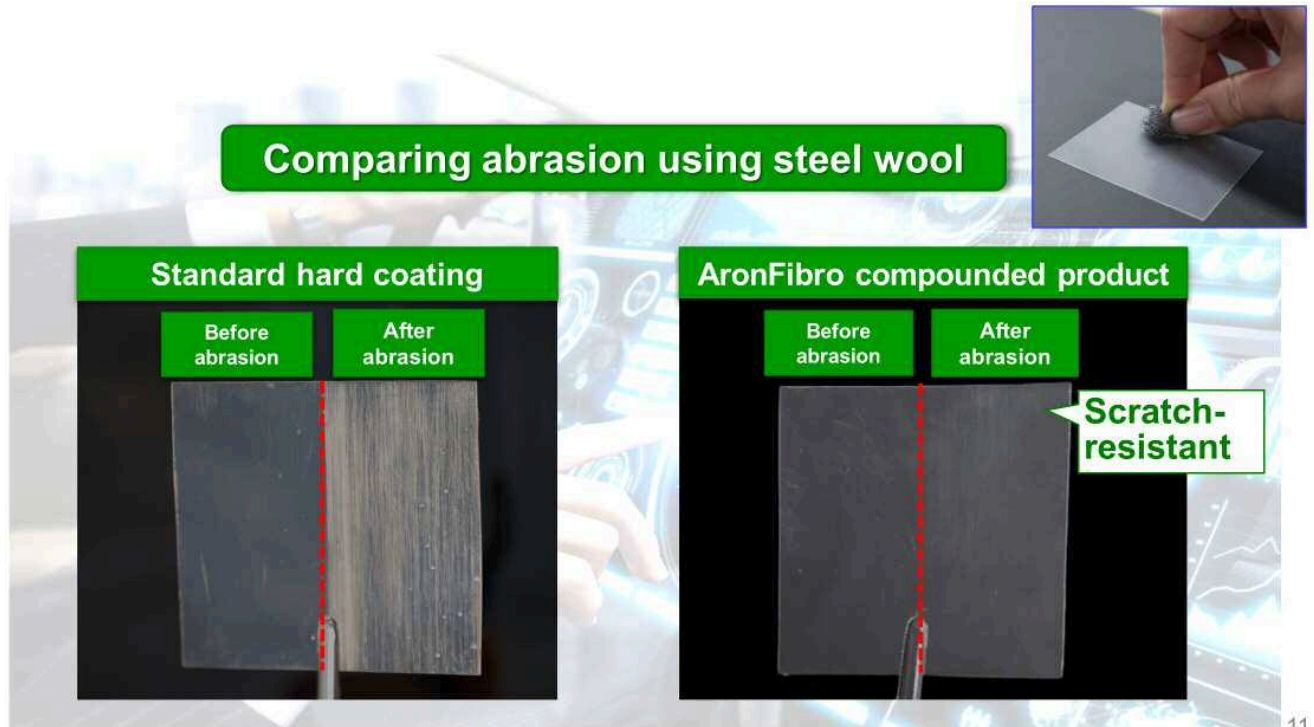 Comparing abrasion using steel wool
Standard hard coating
Before
abrasion
After
abrasion
AronFibro compounded product
Before
abrasion
After
abrasion
Scratch-
resistant
11